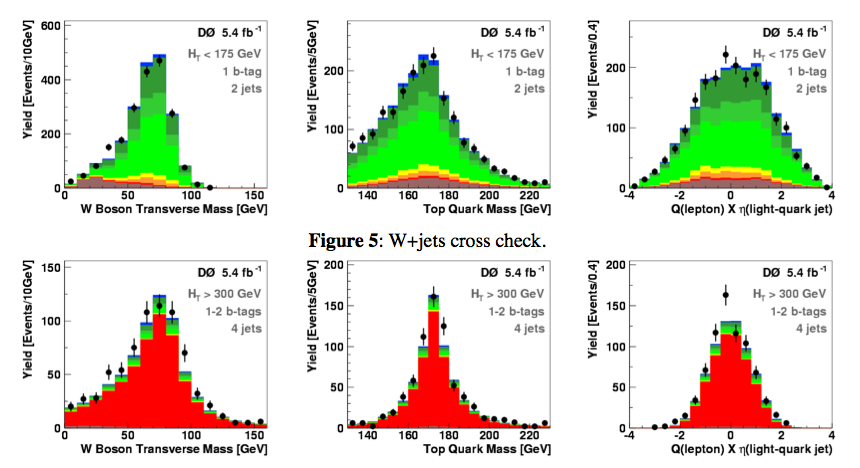 Yield [Events/10GeV]
600
400
200
0
0
50
100
150
W Boson Transverse Mass [GeV]
DØ 5.4 fb⁻¹
H_T < 175 GeV
1 b-tag
2 jets
Yield [Events/5GeV]
200
100
0
140
160
180
200
220
Top Quark Mass [GeV]
DØ 5.4 fb⁻¹
H_T < 175 GeV
1 b-tag
2 jets
Yield [Events/0.4]
300
200
100
0
-4
-2
0
2
4
Q(lepton) X η(light-quark jet)
DØ 5.4 fb⁻¹
H_T < 175 GeV
1 b-tag
2 jets
Figure 5: W+jets cross check.
Yield [Events/10GeV]
150
100
50
0
0
50
100
150
W Boson Transverse Mass [GeV]
DØ 5.4 fb⁻¹
H_T > 300 GeV
1-2 b-tags
4 jets
Yield [Events/5GeV]
200
150
100
50
0
140
160
180
200
220
Top Quark Mass [GeV]
DØ 5.4 fb⁻¹
H_T > 300 GeV
1-2 b-tags
4 jets
Yield [Events/0.4]
200
150
100
50
0
-4
-2
0
2
4
Q(lepton) X η(light-quark jet)
DØ 5.4 fb⁻¹
H_T > 300 GeV
1-2 b-tags
4 jets